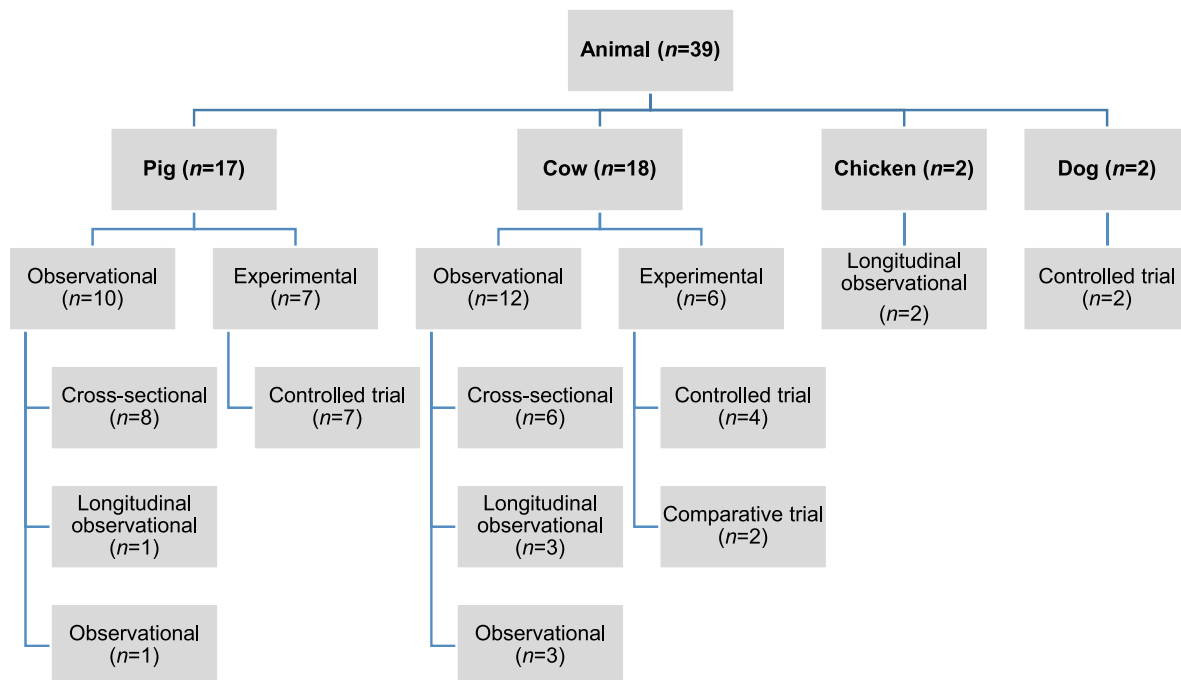 Animal (n=39)
Pig (n=17)
Cow (n=18)
Chicken (n=2)
Dog (n=2)
Observational
(n=10)
Experimental
(n=7)
Observational
(n=12)
Experimental
(n=6)
Longitudinal
observational
(n=2)
Controlled trial
(n=2)
Cross-sectional
(n=8)
Controlled trial
(n=7)
Cross-sectional
(n=6)
Controlled trial
(n=4)
Longitudinal
observational
(n=1)
Longitudinal
observational
(n=3)
Comparative trial
(n=2)
Observational
(n=1)
Observational
(n=3)